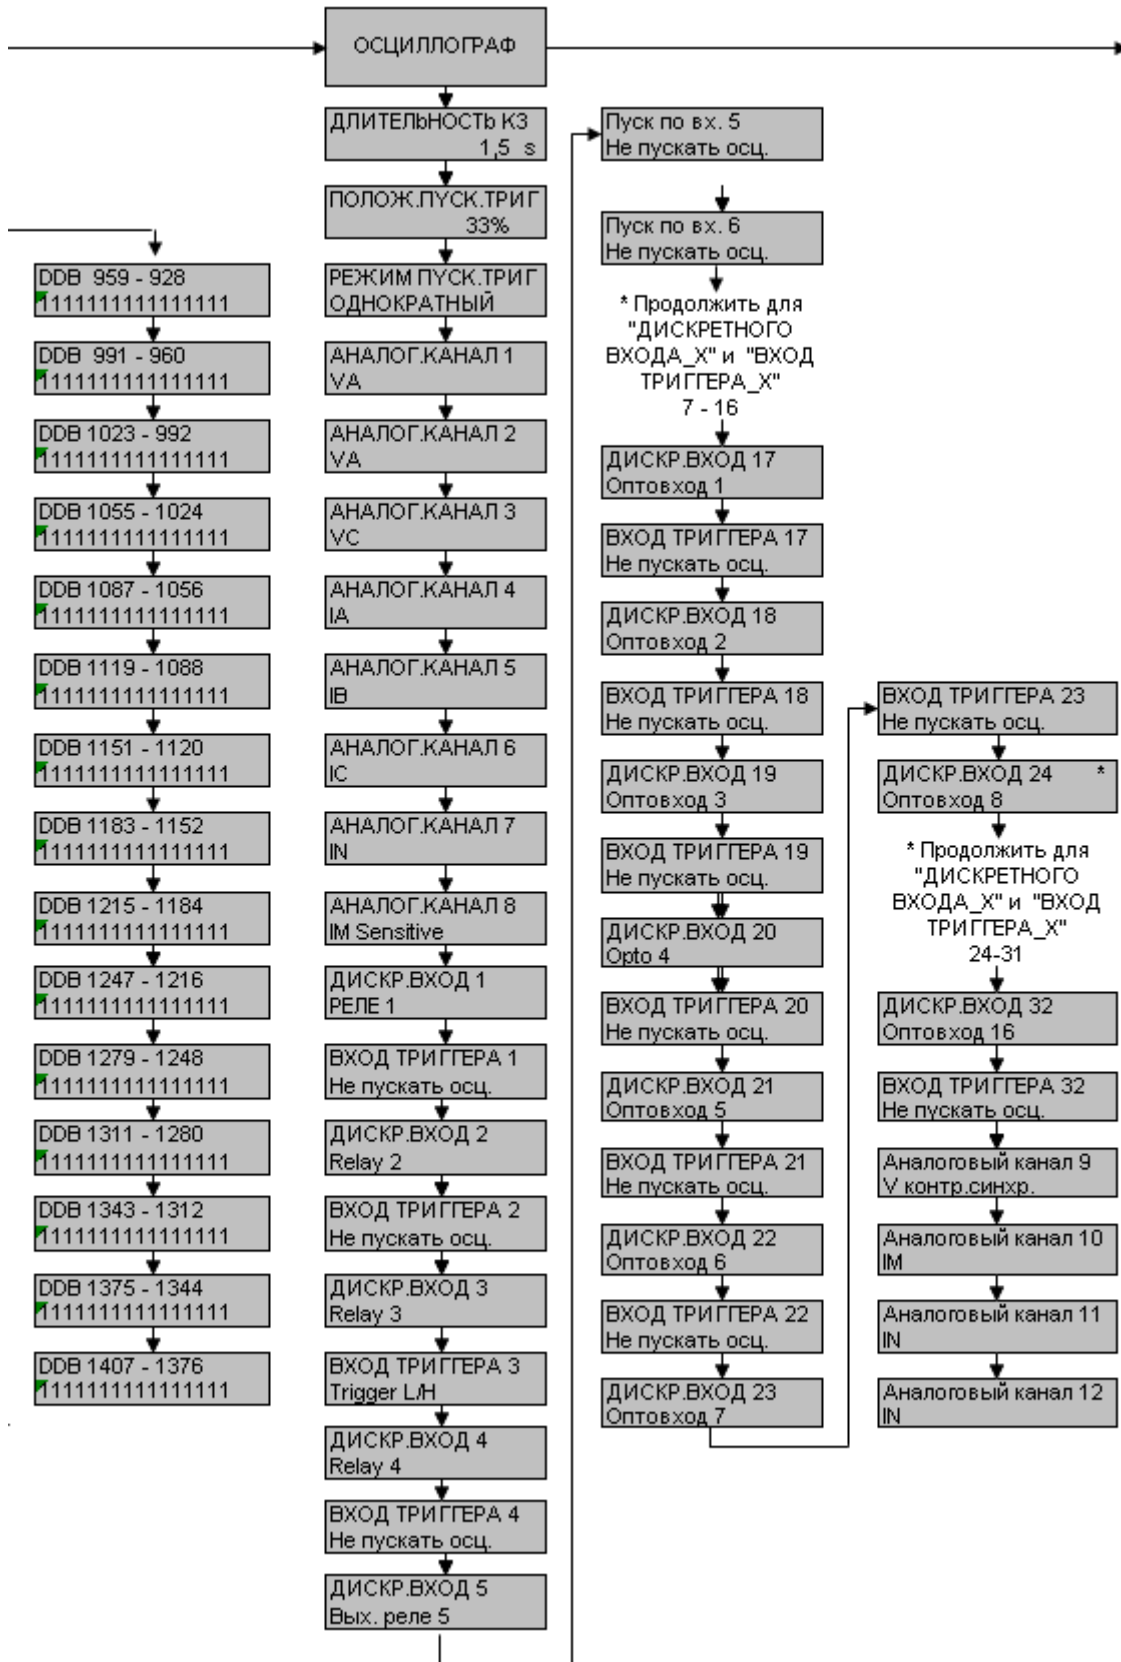 ОСЦИЛЛОГРАФ
DDB 959 - 928
1111111111111111
DDB 991 - 960
1111111111111111
DDB 1023 - 992
1111111111111111
DDB 1055 - 1024
1111111111111111
DDB 1087 - 1056
1111111111111111
DDB 1119 - 1088
1111111111111111
DDB 1151 - 1120
1111111111111111
DDB 1183 - 1152
1111111111111111
DDB 1215 - 1184
1111111111111111
DDB 1247 - 1216
1111111111111111
DDB 1279 - 1248
1111111111111111
DDB 1311 - 1280
1111111111111111
DDB 1343 - 1312
1111111111111111
DDB 1375 - 1344
1111111111111111
DDB 1407 - 1376
1111111111111111
ДЛИТЕЛЬНОСТЬ КЗ
1,5 s
ПОЛОЖ.ПУСК.ТРИГ
33%
РЕЖИМ ПУСК.ТРИГ
ОДНОКРАТНЫЙ
АНАЛОГ.КАНАЛ 1
VA
АНАЛОГ.КАНАЛ 2
VA
АНАЛОГ.КАНАЛ 3
VC
АНАЛОГ.КАНАЛ 4
IA
АНАЛОГ.КАНАЛ 5
IB
АНАЛОГ.КАНАЛ 6
IC
АНАЛОГ.КАНАЛ 7
IN
АНАЛОГ.КАНАЛ 8
IM Sensitive
ДИСКР.ВХОД 1
РЕЛЕ 1
ВХОД ТРИГГЕРА 1
Не пускать осц.
ДИСКР.ВХОД 2
Relay 2
ВХОД ТРИГГЕРА 2
Не пускать осц.
ДИСКР.ВХОД 3
Relay 3
ВХОД ТРИГГЕРА 3
Trigger L/H
ДИСКР.ВХОД 4
Relay 4
ВХОД ТРИГГЕРА 4
Не пускать осц.
ДИСКР.ВХОД 5
Вых. реле 5
Пуск по вх. 5
Не пускать осц.
Пуск по вх. 6
Не пускать осц.
* Продолжить для
"ДИСКРЕТНОГО
ВХОДА_Х" и "ВХОД
ТРИГГЕРА_Х"
7 - 16
ДИСКР.ВХОД 17
Оптовход 1
ВХОД ТРИГГЕРА 17
Не пускать осц.
ДИСКР.ВХОД 18
Оптовход 2
ВХОД ТРИГГЕРА 18
Не пускать осц.
ДИСКР.ВХОД 19
Оптовход 3
ВХОД ТРИГГЕРА 19
Не пускать осц.
ДИСКР.ВХОД 20
Opto 4
ВХОД ТРИГГЕРА 20
Не пускать осц.
ДИСКР.ВХОД 21
Оптовход 5
ВХОД ТРИГГЕРА 21
Не пускать осц.
ДИСКР.ВХОД 22
Оптовход 6
ВХОД ТРИГГЕРА 22
Не пускать осц.
ДИСКР.ВХОД 23
Оптовход 7
ВХОД ТРИГГЕРА 23
Не пускать осц.
ДИСКР.ВХОД 24 *
Оптовход 8
* Продолжить для
"ДИСКРЕТНОГО
ВХОДА_Х" и "ВХОД
ТРИГГЕРА_Х"
24-31
ДИСКР.ВХОД 32
Оптовход 16
ВХОД ТРИГГЕРА 32
Не пускать осц.
Аналоговый канал 9
V контр.синхр.
Аналоговый канал 10
IM
Аналоговый канал 11
IN
Аналоговый канал 12
IN